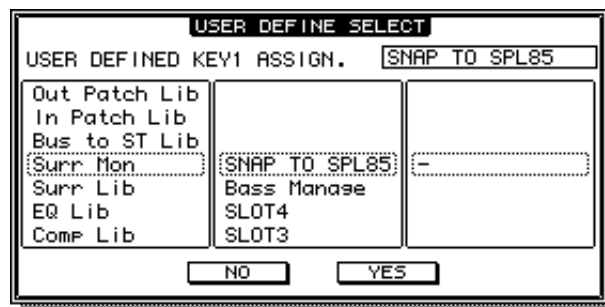 USER DEFINE SELECT
USER DEFINED KEY1 ASSIGN. SNAP TO SPL85
Out Patch Lib
In Patch Lib
Bus to ST Lib
Surr Mon SNAP TO SPL85 -
Surr Lib Bass Manage
EQ Lib SLOT4
Comp Lib SLOT3
NO YES